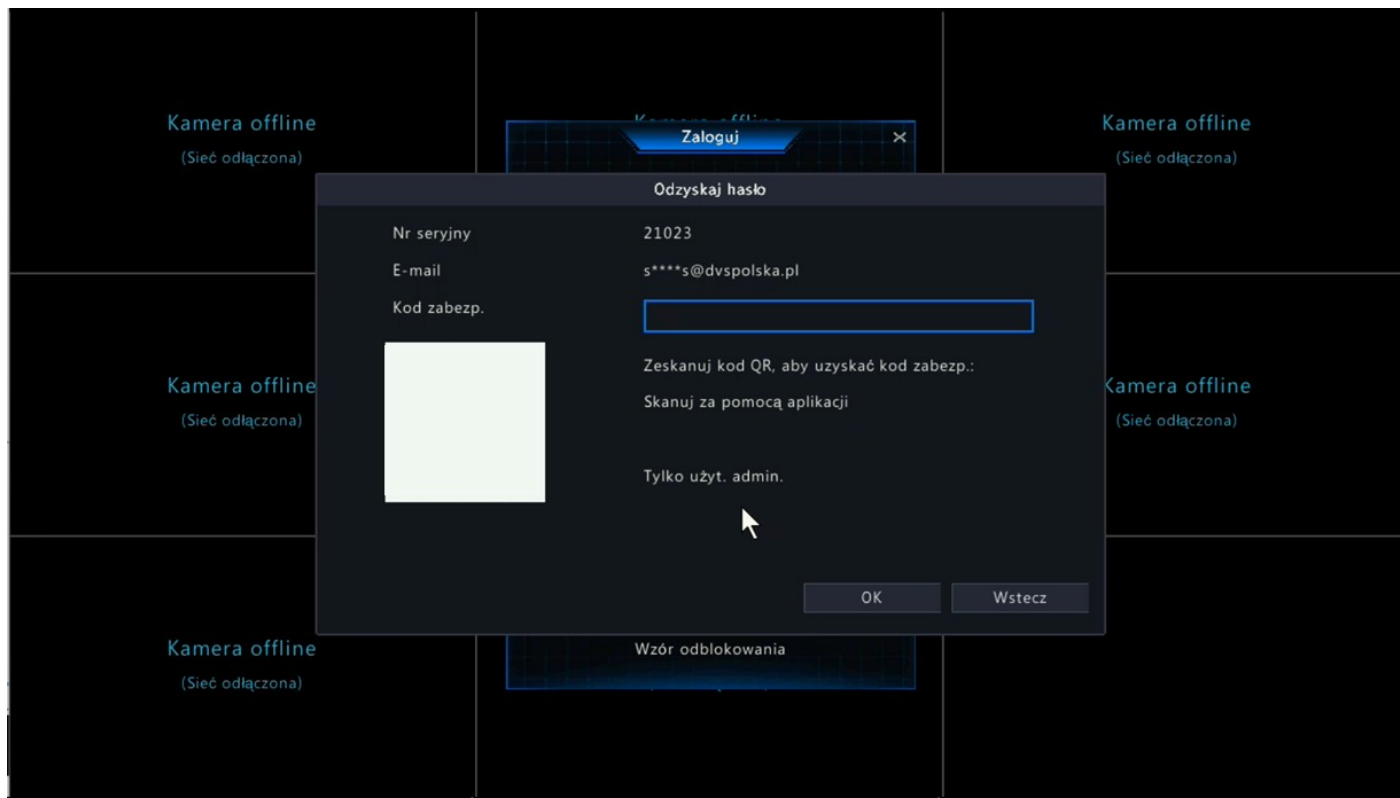 Kamera offline
(Sieć odłączona)
Kamera offline
(Sieć odłączona)
Zaloguj
Odzyskaj hasło
Nr seryjny 21023
E-mail s****s@dvspolska.pl
Kod zabezp.
Zeskanuj kod QR, aby uzyskać kod zabezp.:
Skanuj za pomocą aplikacji
Tylko użyt. admin.
OK Wstecz
Kamera offline
(Sieć odłączona)
Kamera offline
(Sieć odłączona)
Wzór odblokowania
Kamera offline
(Sieć odłączona)